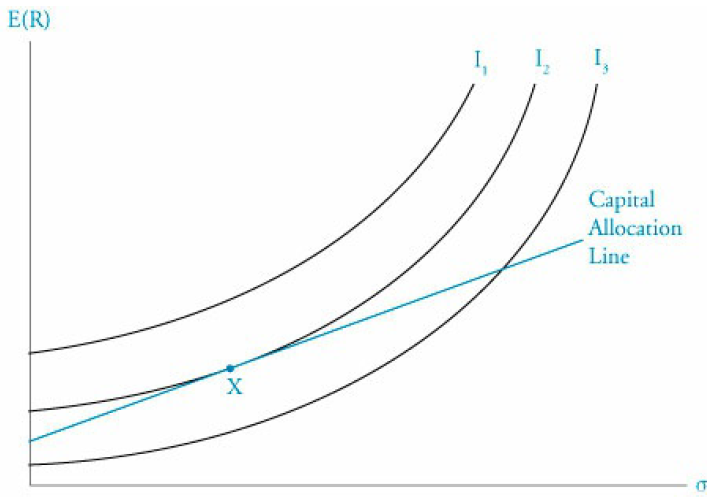 E(R)
I₁
I₂
I₃
Capital
Allocation
Line
X
σ